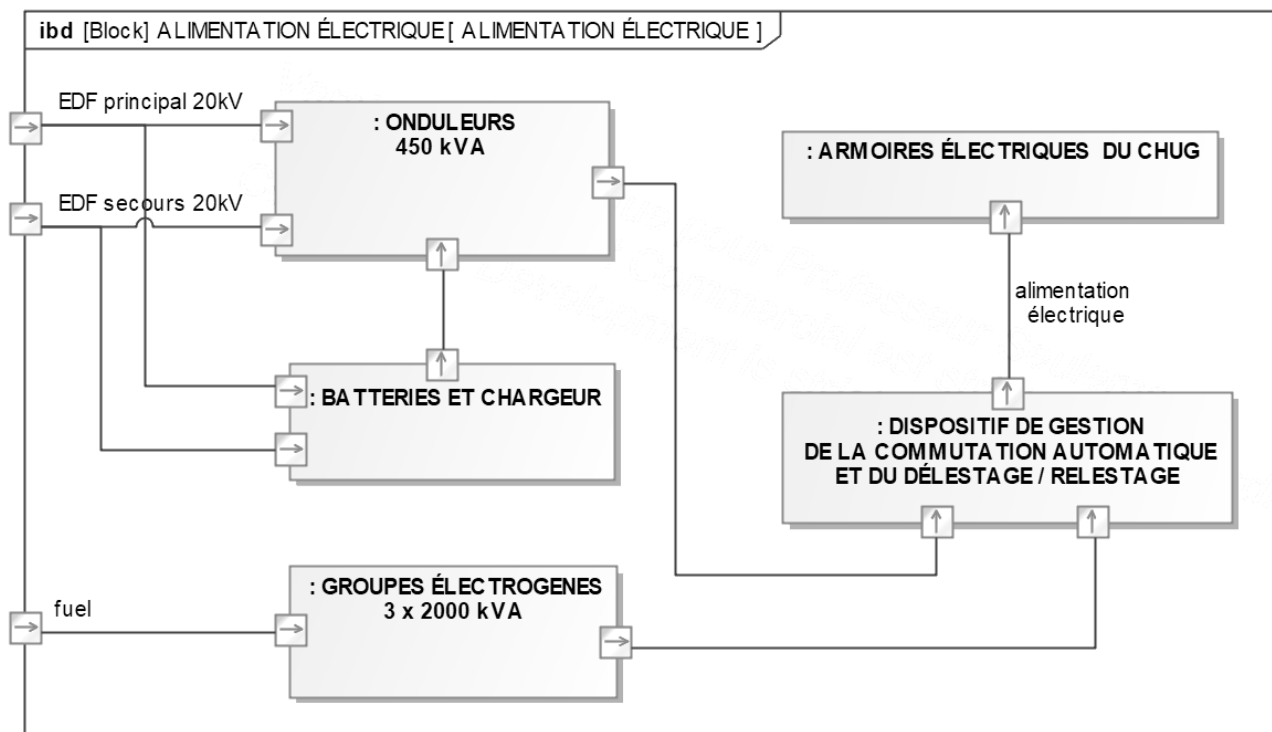 ibd [Block] ALIMENTATION ÉLECTRIQUE [ ALIMENTATION ÉLECTRIQUE ]
EDF principal 20kV
: ONDULEURS
450 kVA
: ARMOIRES ÉLECTRIQUES DU CHUG
EDF secours 20kV
alimentation
électrique
: BATTERIES ET CHARGEUR
: DISPOSITIF DE GESTION
DE LA COMMUTATION AUTOMATIQUE
ET DU DÉLESTAGE / RELESTAGE
: GROUPES ÉLECTROGENES
3 x 2000 kVA
fuel